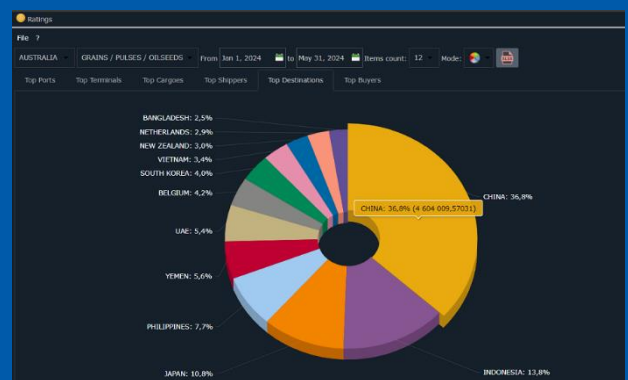 Ratings
File ?
AUSTRALIA GRAINS / PULSES / OILSEEDS From Jan 1, 2024 to May 31, 2024 Items count: 12 Mode:
Top Ports Top Terminals Top Cargoes Top Shippers Top Destinations Top Buyers
BANGLADESH: 2,5%
NETHERLANDS: 2,9%
NEW ZEALAND: 3,0%
VIETNAM: 3,4%
SOUTH KOREA: 4,0%
BELGIUM: 4,2%
CHINA: 36,8%
CHINA: 36,8% (4 604 009,57031)
UAE: 5,4%
YEMEN: 5,6%
PHILIPPINES: 7,7%
JAPAN: 10,8%
INDONESIA: 13,8%